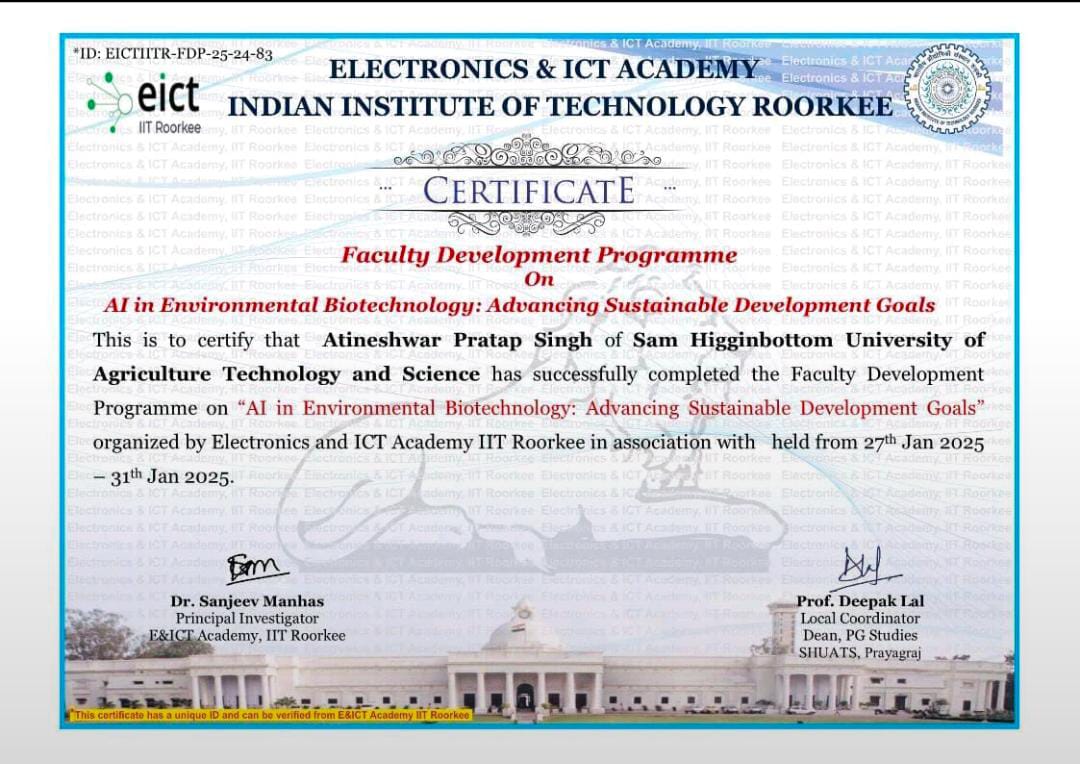 *ID: EICTIITR-FDP-25-24-83
eict
IIT Roorkee
ELECTRONICS & ICT ACADEMY
INDIAN INSTITUTE OF TECHNOLOGY ROORKEE
CERTIFICATE
Faculty Development Programme
On
AI in Environmental Biotechnology: Advancing Sustainable Development Goals
This is to certify that Atineshwar Pratap Singh of Sam Higginbottom University of
Agriculture Technology and Science has successfully completed the Faculty Development
Programme on “AI in Environmental Biotechnology: Advancing Sustainable Development Goals”
organized by Electronics and ICT Academy IIT Roorkee in association with held from 27th Jan 2025
– 31th Jan 2025.
Dr. Sanjeev Manhas
Principal Investigator
E&ICT Academy, IIT Roorkee
Prof. Deepak Lal
Local Coordinator
Dean, PG Studies
SHUATS, Prayagraj
*This certificate has a unique ID and can be verified from E&ICT Academy IIT Roorkee